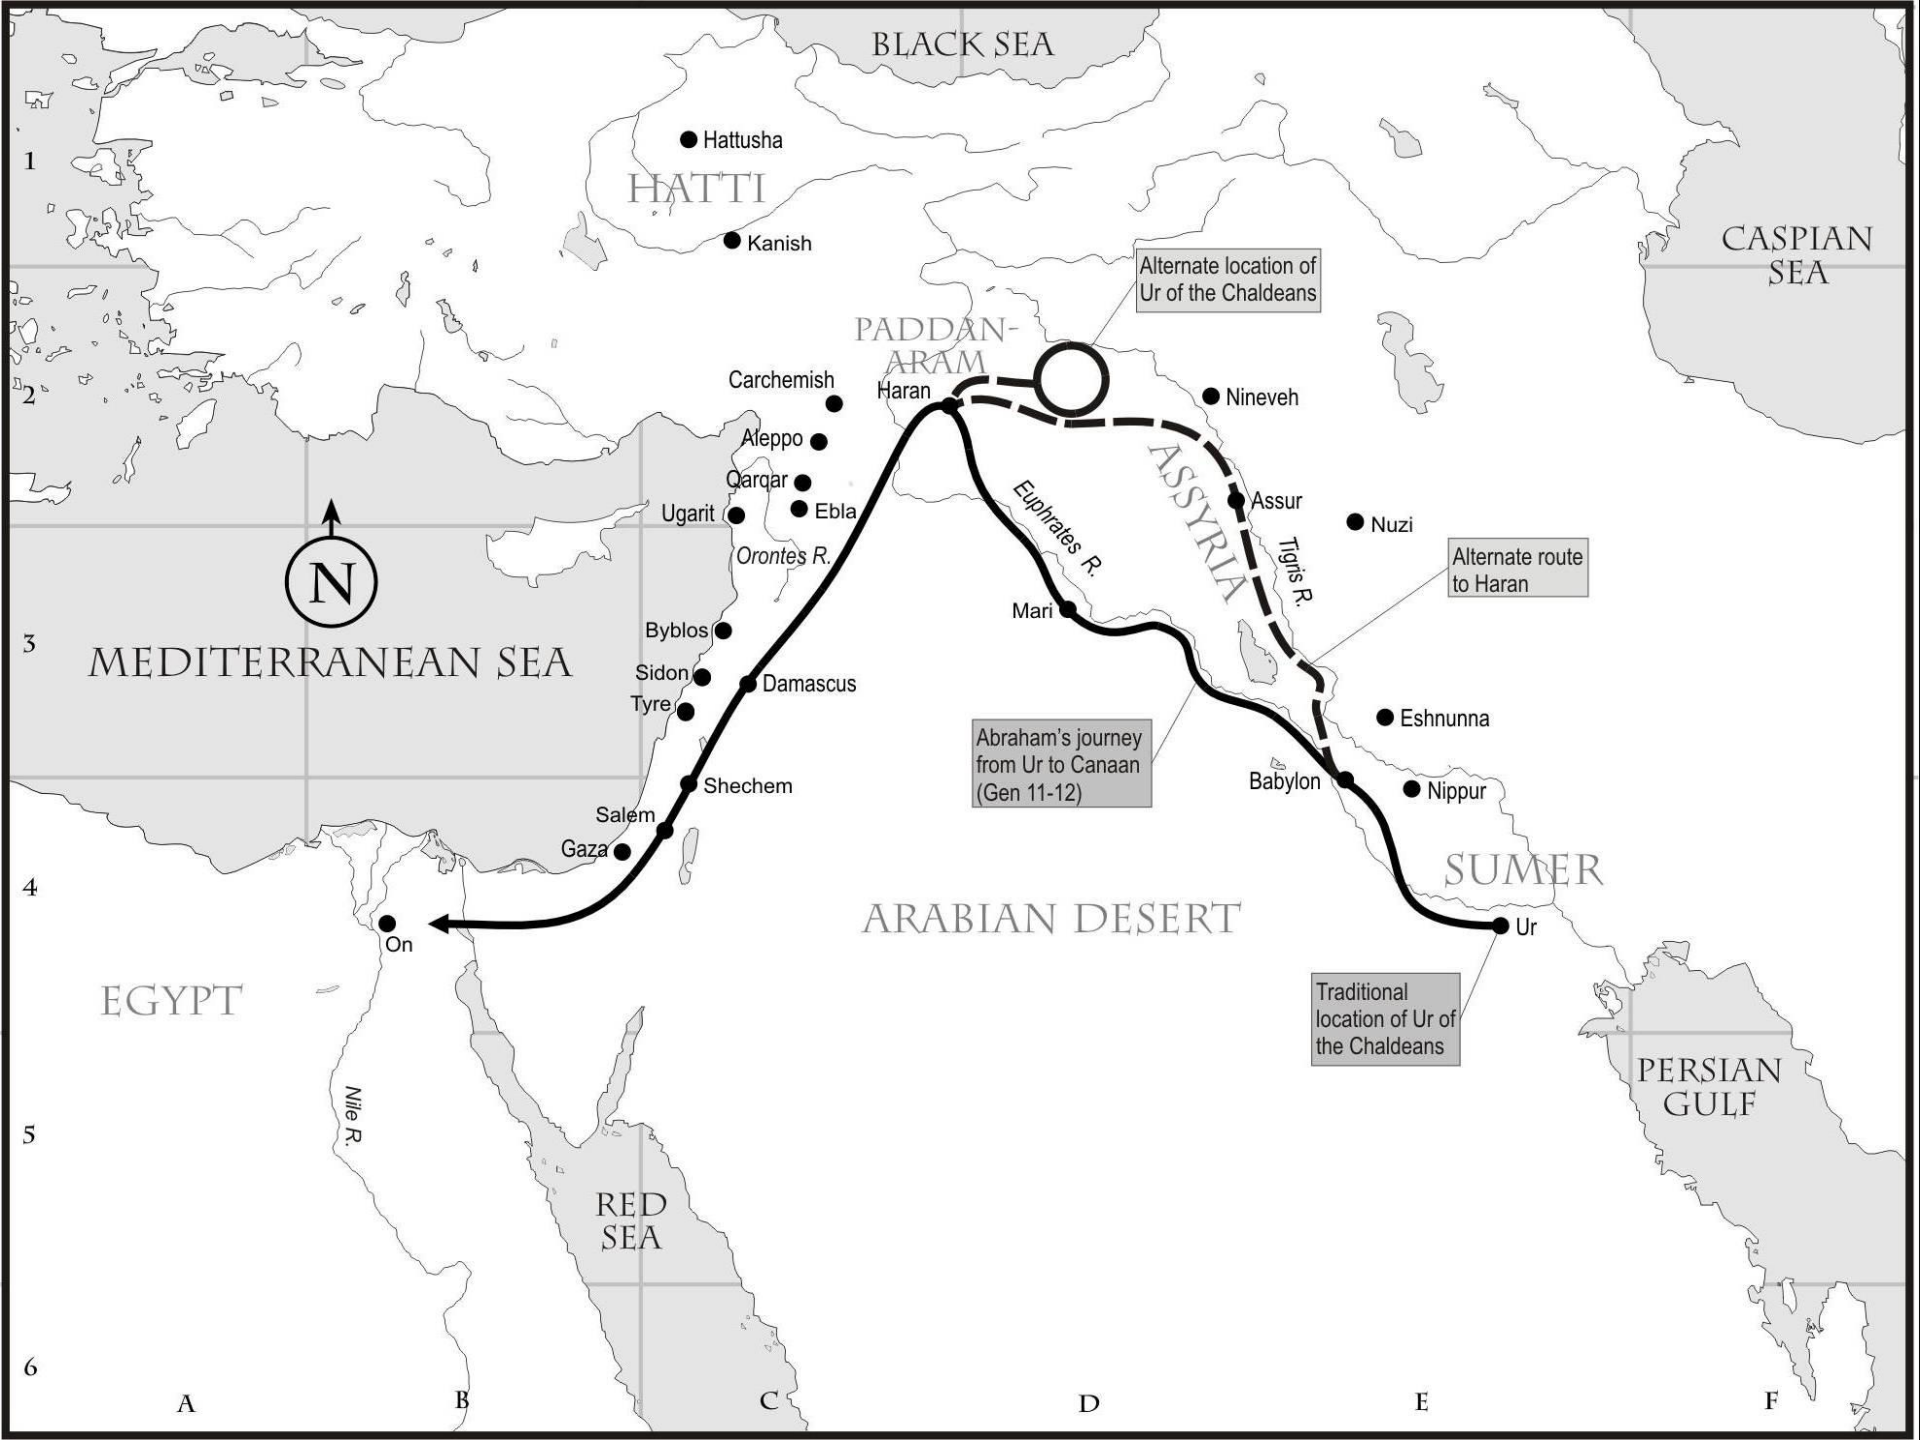 BLACK SEA
Hattusha
1
HATTI
Kanish
CASPIAN
SEA
Alternate location of
Ur of the Chaldeans
PADDAN-
ARAM
Carchemish
Haran
2
Nineveh
Aleppo
ASSYRIA
Qarqar
Euphrates R.
Assur
Ugarit
Ebla
Nuzi
Orontes R.
Tigris R.
Alternate route
to Haran
N
Mari
Byblos
3
MEDITERRANEAN SEA
Sidon
Damascus
Tyre
Eshnunna
Abraham's journey
from Ur to Canaan
(Gen 11-12)
Shechem
Babylon
Nippur
Salem
Gaza
SUMER
4
ARABIAN DESERT
Ur
On
EGYPT
Traditional
location of Ur of
the Chaldeans
PERSIAN
GULF
Nile R.
5
RED
SEA
6
A
B
C
D
E
F